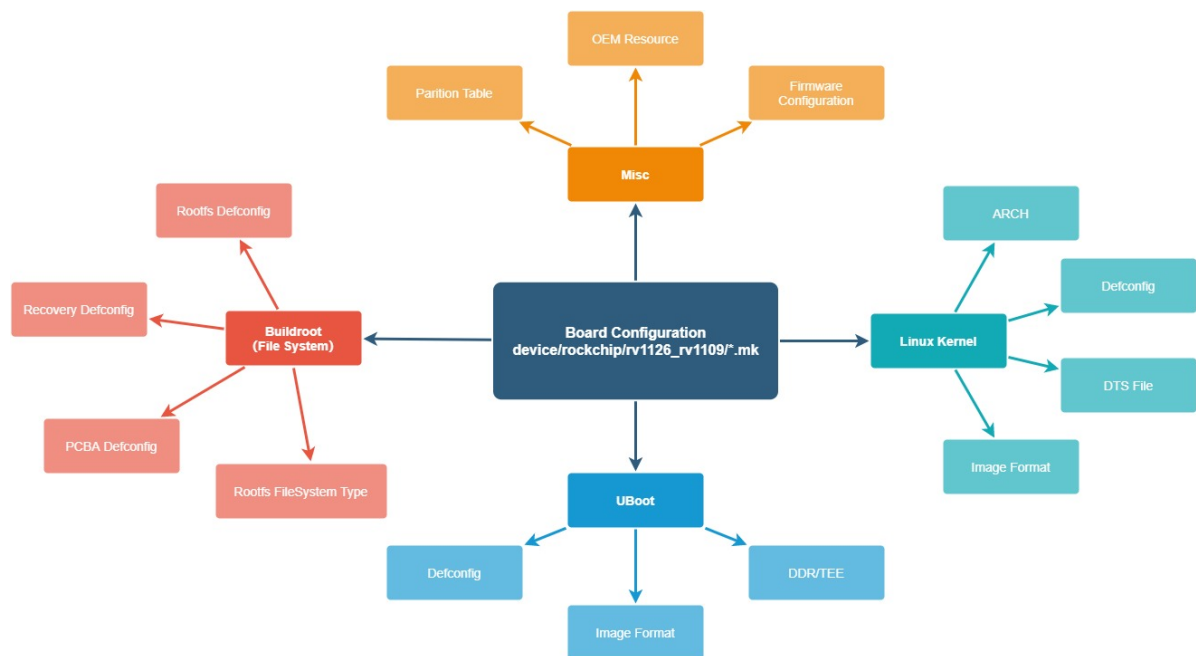 OEM Resource
Parition Table
Firmware
Configuration
Misc
Rootfs Defconfig
ARCH
Recovery Defconfig
Defconfig
Buildroot
(File System)
Board Configuration
device/rockchip/rv1126_rv1109/*.mk
Linux Kernel
DTS File
PCBA Defconfig
Rootfs FileSystem Type
Image Format
UBoot
Defconfig
DDR/TEE
Image Format